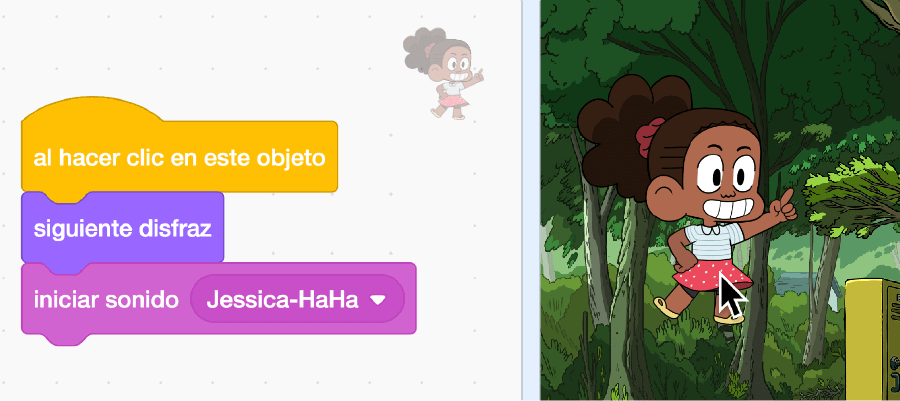 al hacer clic en este objeto
siguiente disfraz
iniciar sonido Jessica-HaHa